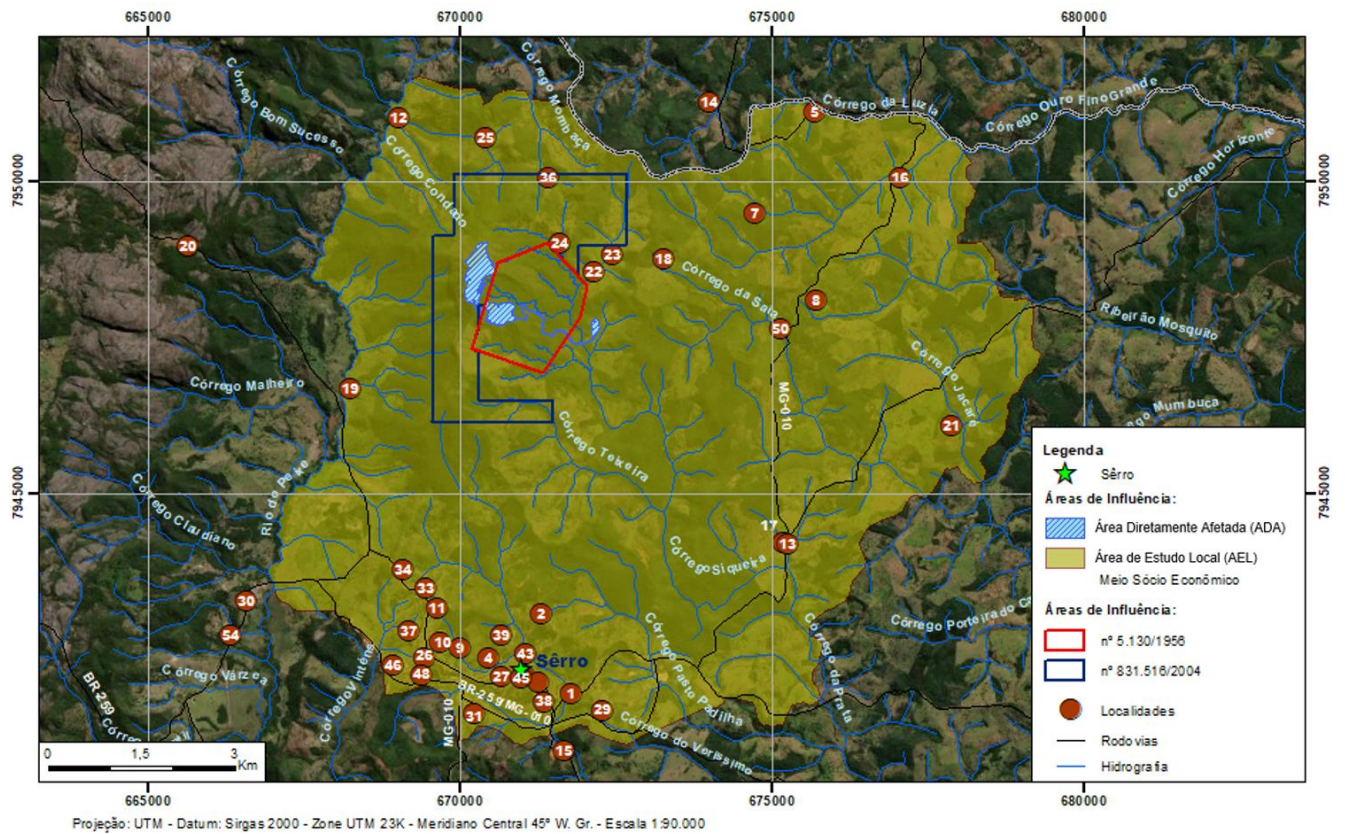 665000
670000
675000
680000
7950000
7945000
7950000
7945000
Córrego Bom Sucesso
Córrego Mombaça
Córrego da Luzia
Córrego Ouro Fino Grande
Córrego Horizonte
Córrego Condado
14
5
12
25
36
16
7
20
24
23
22
18
Córrego da Sala
8
50
Ribeirão Mosquito
Córrego Jacaré
Córrego Malheiro
19
MG-010
21
Mumbuca
Córrego Teixeira
Córrego Claudiano
Rio do Peixe
17
13
Córrego Siqueira
34
33
30
11
2
54
37
39
10
9
43
4
26
Sêrro
46
48
27
45
1
38
29
31
15
Córrego Várzea
Córrego Vinténs
BR-259
BR-259/MG-010
MG-010
Córrego Pasto Padilha
Córrego do Veríssimo
Córrego da Prata
Córrego Porteira do
Legenda
Sêrro
Áreas de Influência:
Área Diretamente Afetada (ADA)
Área de Estudo Local (AEL)
Meio Sócio Econômico
Áreas de Influência:
nº 5.130/1956
nº 831.516/2004
Localidades
Rodovias
Hidrografia
0 1,5 3
Km
665000
670000
675000
680000
Projeção: UTM - Datum: Sirgas 2000 - Zone UTM 23K - Meridiano Central 45º W. Gr. - Escala 1:90.000